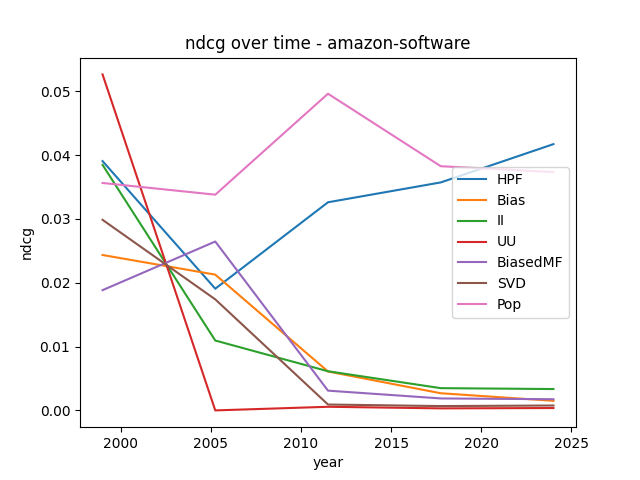 ndcg over time - amazon-software
0.05
0.04
0.03
0.02
0.01
0.00
ndcg
HPF
Bias
II
UU
BiasedMF
SVD
Pop
2000
2005
2010
2015
2020
2025
year